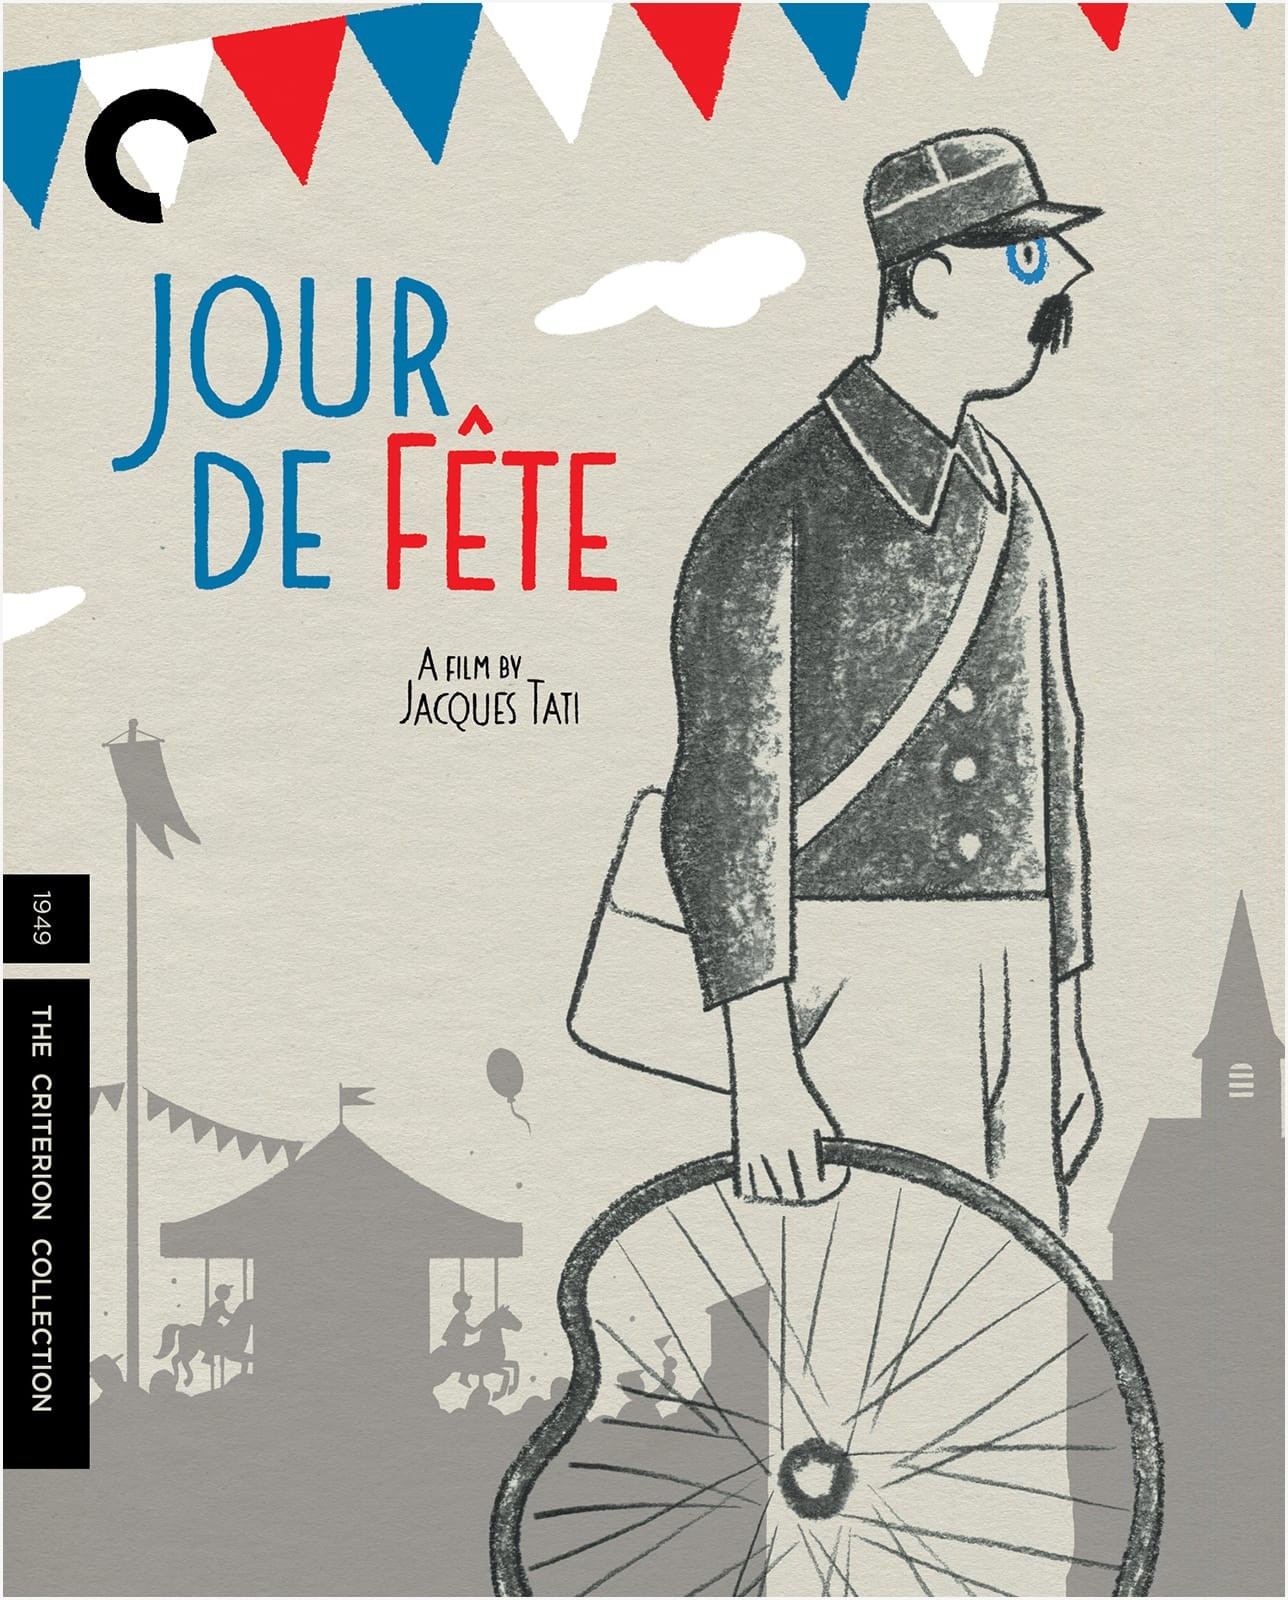 JOUR
DE FÊTE
A FILM BY
JACQUES TATI
1949
THE CRITERION COLLECTION